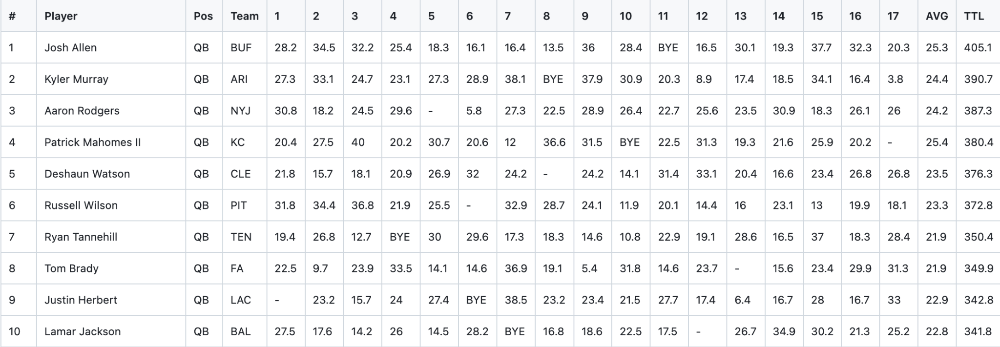 # Player Pos Team 1 2 3 4 5 6 7 8 9 10 11 12 13 14 15 16 17 AVG TTL
1 Josh Allen QB BUF 28.2 34.5 32.2 25.4 18.3 16.1 16.4 13.5 36 28.4 BYE 16.5 30.1 19.3 37.7 32.3 20.3 25.3 405.1
2 Kyler Murray QB ARI 27.3 33.1 24.7 23.1 27.3 28.9 38.1 BYE 37.9 30.9 20.3 8.9 17.4 18.5 34.1 16.4 3.8 24.4 390.7
3 Aaron Rodgers QB NYJ 30.8 18.2 24.5 29.6 - 5.8 27.3 22.5 28.9 26.4 22.7 25.6 23.5 30.9 18.3 26.1 26 24.2 387.3
4 Patrick Mahomes II QB KC 20.4 27.5 40 20.2 30.7 20.6 12 36.6 31.5 BYE 22.5 31.3 19.3 21.6 25.9 20.2 - 25.4 380.4
5 Deshaun Watson QB CLE 21.8 15.7 18.1 20.9 26.9 32 24.2 - 24.2 14.1 31.4 33.1 20.4 16.6 23.4 26.8 26.8 23.5 376.3
6 Russell Wilson QB PIT 31.8 34.4 36.8 21.9 25.5 - 32.9 28.7 24.1 11.9 20.1 14.4 16 23.1 13 19.9 18.1 23.3 372.8
7 Ryan Tannehill QB TEN 19.4 26.8 12.7 BYE 30 29.6 17.3 18.3 14.6 10.8 22.9 19.1 28.6 16.5 37 18.3 28.4 21.9 350.4
8 Tom Brady QB FA 22.5 9.7 23.9 33.5 14.1 14.6 36.9 19.1 5.4 31.8 14.6 23.7 - 15.6 23.4 29.9 31.3 21.9 349.9
9 Justin Herbert QB LAC - 23.2 15.7 24 27.4 BYE 38.5 23.2 23.4 21.5 27.7 17.4 6.4 16.7 28 16.7 33 22.9 342.8
10 Lamar Jackson QB BAL 27.5 17.6 14.2 26 14.5 28.2 BYE 16.8 18.6 22.5 17.5 - 26.7 34.9 30.2 21.3 25.2 22.8 341.8